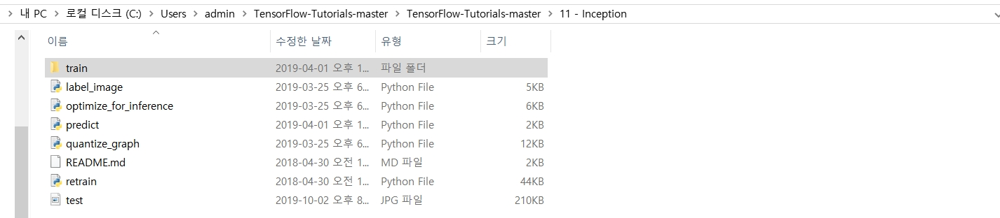 내 PC > 로컬 디스크 (C:) > Users > admin > TensorFlow-Tutorials-master > TensorFlow-Tutorials-master > 11 - Inception
이름 수정한 날짜 유형 크기
train 2019-04-01 오후 1... 파일 폴더
label_image 2019-03-25 오후 6... Python File 5KB
optimize_for_inference 2019-03-25 오후 6... Python File 6KB
predict 2019-04-01 오후 1... Python File 2KB
quantize_graph 2019-03-25 오후 6... Python File 12KB
README.md 2018-04-30 오전 1... MD 파일 2KB
retrain 2018-04-30 오전 1... Python File 44KB
test 2019-10-02 오후 8... JPG 파일 210KB